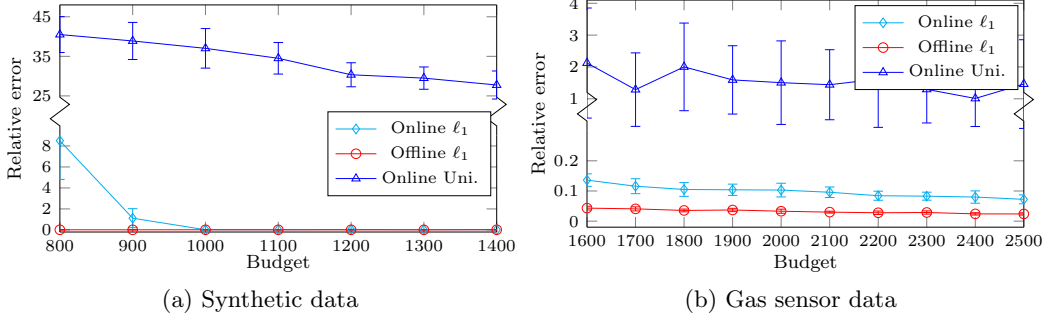 45
35
25
8
6
4
2
0
Relative error
800 900 1000 1100 1200 1300 1400
Budget
Online ℓ₁
Offline ℓ₁
Online Uni.
(a) Synthetic data
4
3
2
1
0.2
0.1
0
Relative error
1600 1700 1800 1900 2000 2100 2200 2300 2400 2500
Budget
Online ℓ₁
Offline ℓ₁
Online Uni.
(b) Gas sensor data